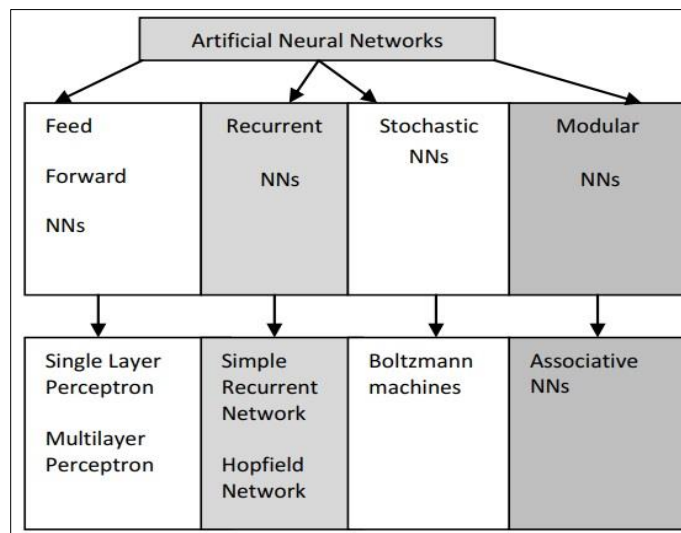 Artificial Neural Networks
Feed
Forward
NNs
Recurrent
NNs
Stochastic
NNs
Modular
NNs
Single Layer
Perceptron
Multilayer
Perceptron
Simple
Recurrent
Network
Hopfield
Network
Boltzmann
machines
Associative
NNs